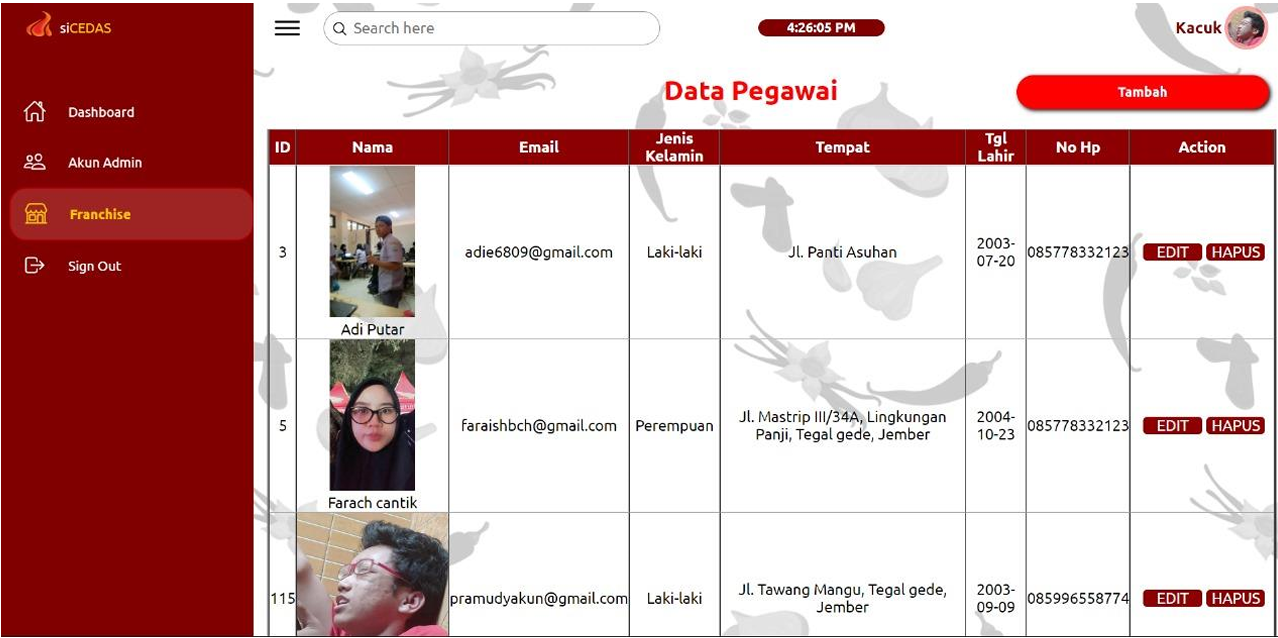 siCEDAS
Search here
4:26:05 PM
Kacuk
Dashboard
Akun Admin
Franchise
Sign Out
Data Pegawai
Tambah
ID Nama Email Jenis Kelamin Tempat Tgl Lahir No Hp Action
3 adie6809@gmail.com Laki-laki Jl. Panti Asuhan 2003-07-20 085778332123 EDIT HAPUS
Adi Putar
5 faraishbch@gmail.com Perempuan Jl. Mastrip III/34A, Lingkungan Panji, Tegal gede, Jember 2004-10-23 085778332123 EDIT HAPUS
Farach cantik
115 pramudyakun@gmail.com Laki-laki Jl. Tawang Mangu, Tegal gede, Jember 2003-09-09 085996558774 EDIT HAPUS